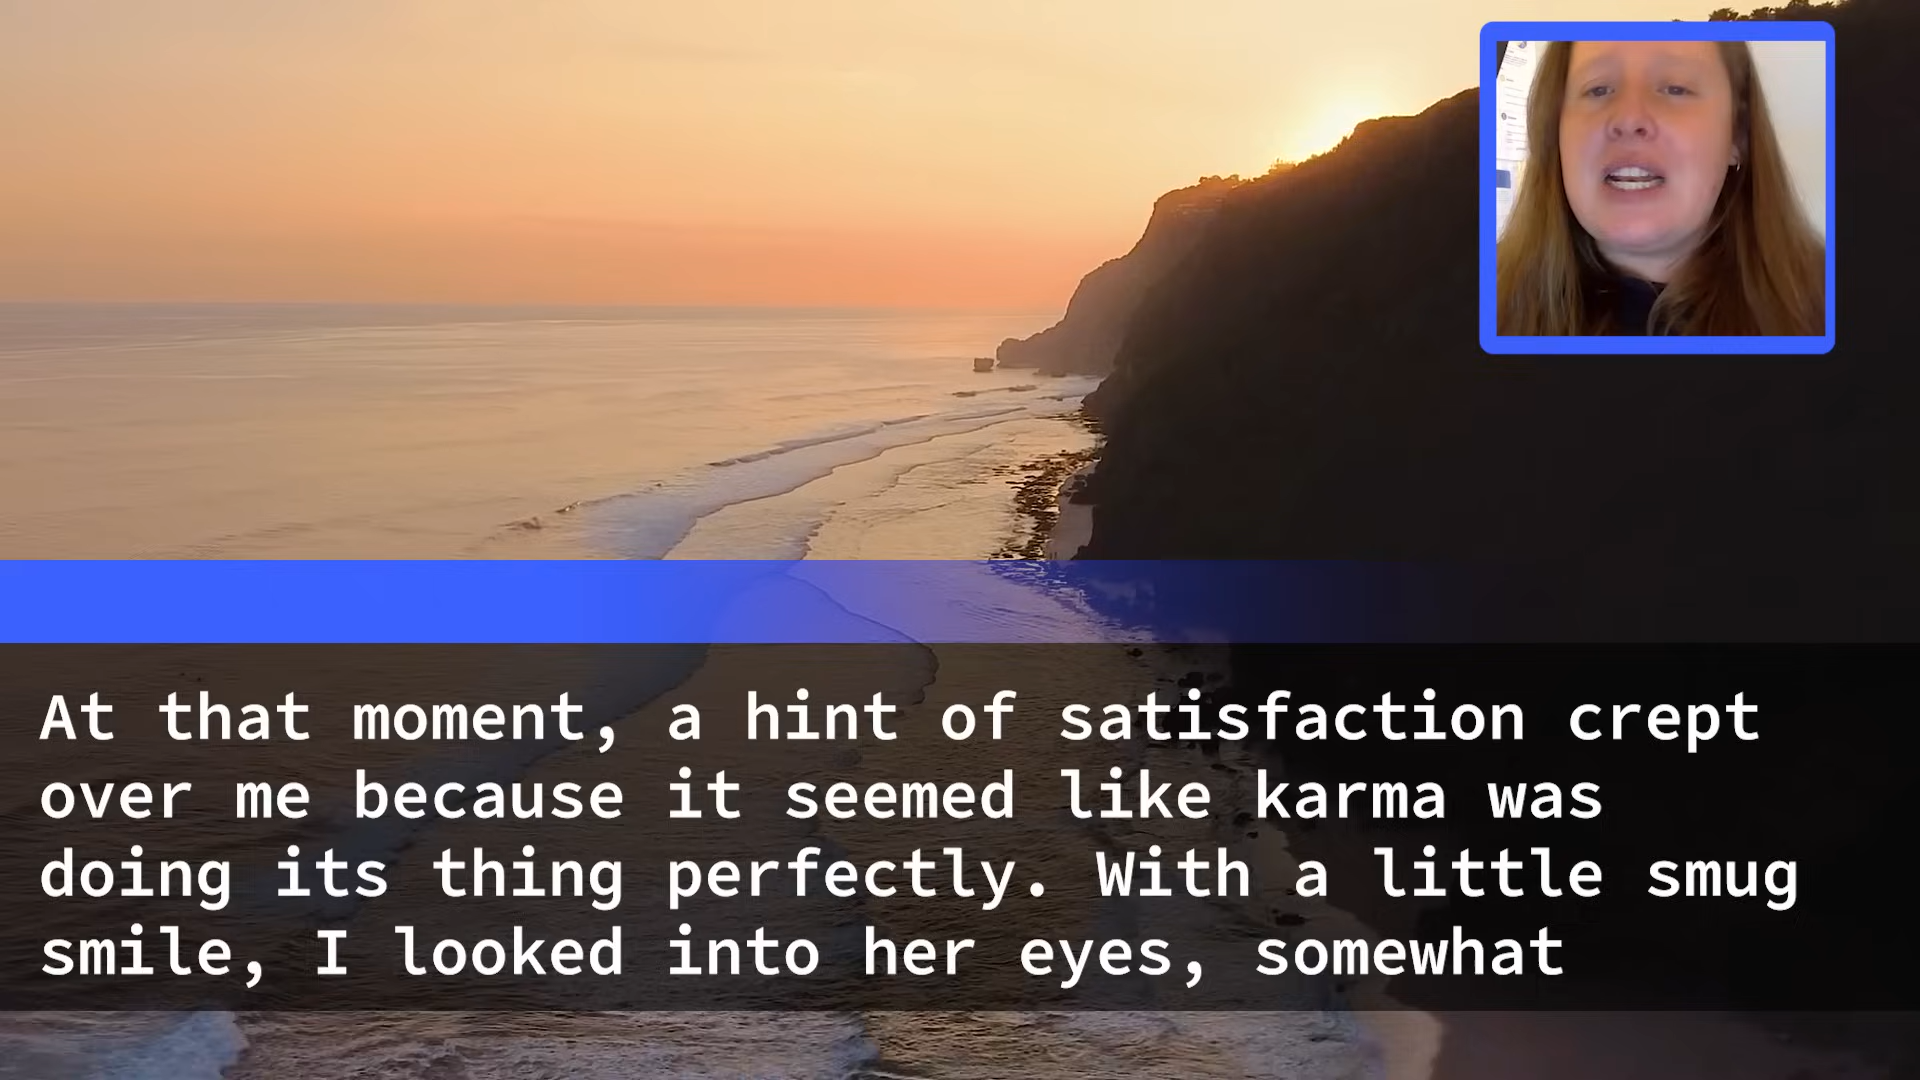 At that moment, a hint of satisfaction crept
over me because it seemed like karma was
doing its thing perfectly. With a little smug
smile, I looked into her eyes, somewhat